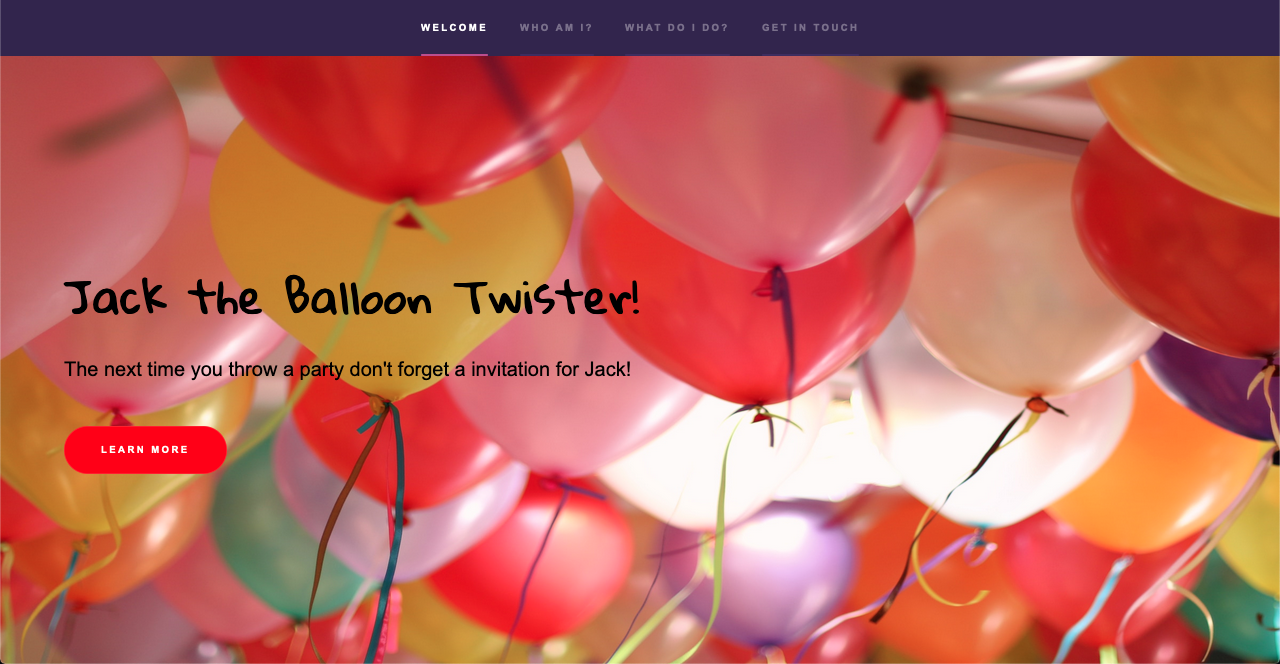 WELCOME WHO AM I? WHAT DO I DO? GET IN TOUCH
Jack the Balloon Twister!
The next time you throw a party don't forget a invitation for Jack!
LEARN MORE